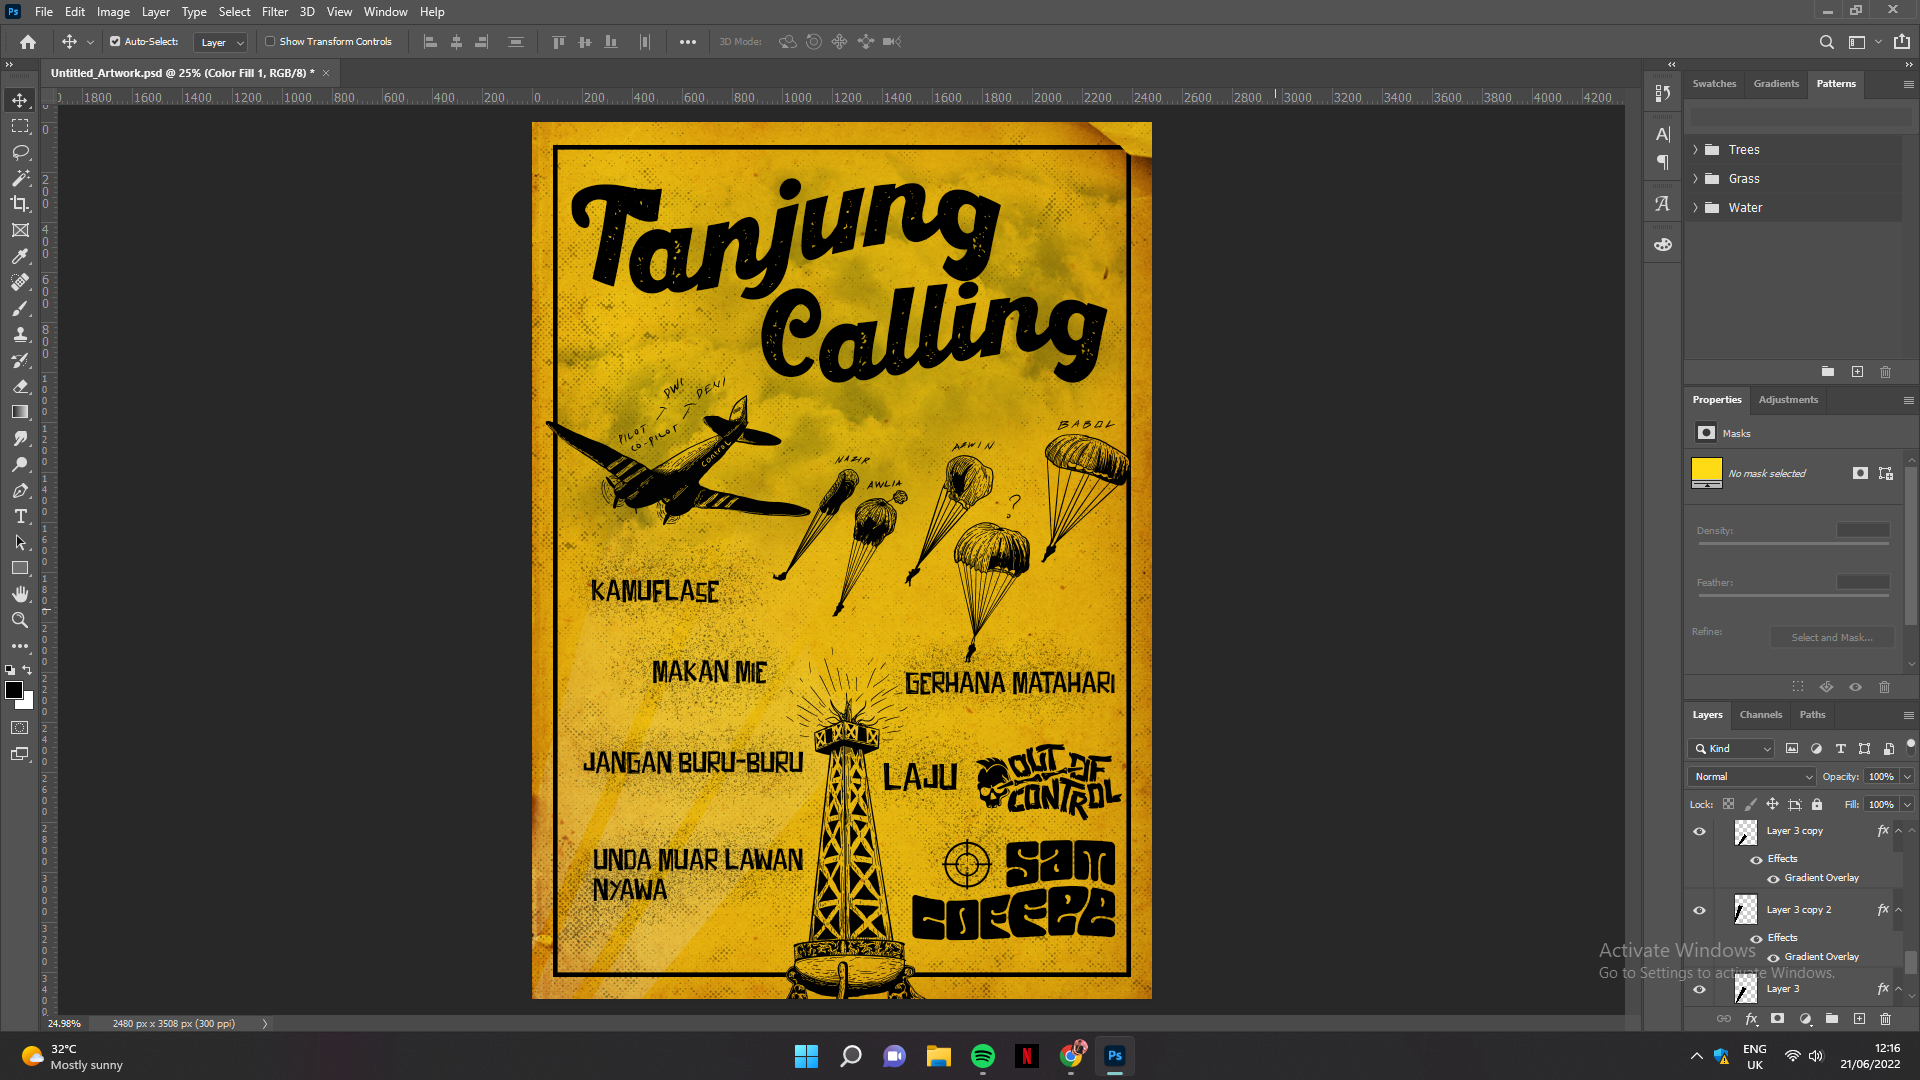 File Edit Image Layer Type Select Filter 3D View Window Help
Auto-Select: Layer Show Transform Controls 3D Mode:
Untitled_Artwork.psd @ 25% (Color Fill 1, RGB/8) *
1800 1600 1400 1200 1000 800 600 400 200 0 200 400 600 800 1000 1200 1400 1600 1800 2000 2200 2400 2600 2800 3000 3200 3400 3600 3800 4000 4200
Tanjung
Calling
DWI
DENI
PILOT
CO-PILOT
Control
NAZIR
AWLIA
ARWIN
?
BABOL
KAMUFLASE
MAKAN MIE
GERHANA MATAHARI
JANGAN BURU-BURU
LAJU
OUT OF
CONTROL
UNDA MUAR LAWAN
NYAWA
SAM
COFFEE
Swatches Gradients Patterns
Trees
Grass
Water
Properties Adjustments
Masks
No mask selected
Density:
Feather:
Refine: Select and Mask...
Layers Channels Paths
Kind
Normal Opacity: 100%
Lock: Fill: 100%
Layer 3 copy fx
Effects
Gradient Overlay
Layer 3 copy 2 fx
Effects
Gradient Overlay
Layer 3 fx
Activate Windows
Go to Settings to activate Windows.
24.98% 2480 px x 3508 px (300 ppi)
32°C
Mostly sunny
ENG
UK
12:16
21/06/2022